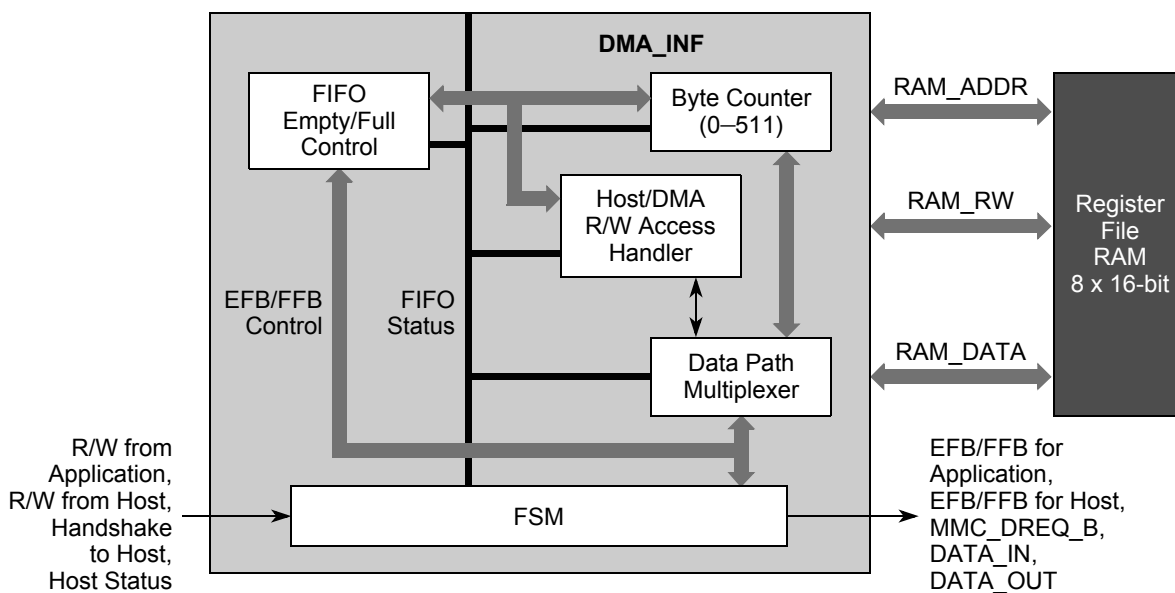 DMA_INF
FIFO
Empty/Full
Control
Byte Counter
(0–511)
Host/DMA
R/W Access
Handler
EFB/FFB
Control
FIFO
Status
Data Path
Multiplexer
FSM
RAM_ADDR
RAM_RW
RAM_DATA
Register
File
RAM
8 x 16-bit
R/W from
Application,
R/W from Host,
Handshake
to Host,
Host Status
EFB/FFB for
Application,
EFB/FFB for Host,
MMC_DREQ_B,
DATA_IN,
DATA_OUT